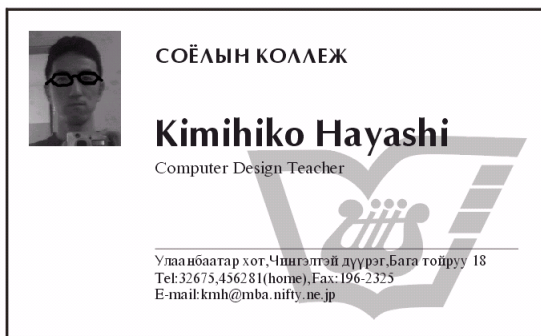 СОЁЛЫН КОЛЛЕЖ
Kimihiko Hayashi
Computer Design Teacher
Улаанбаатар хот,Чингэлтэй дүүрэг,Бага тойруу 18
Tel:32675,456281(home),Fax:196-2325
E-mail:kmh@mba.nifty.ne.jp